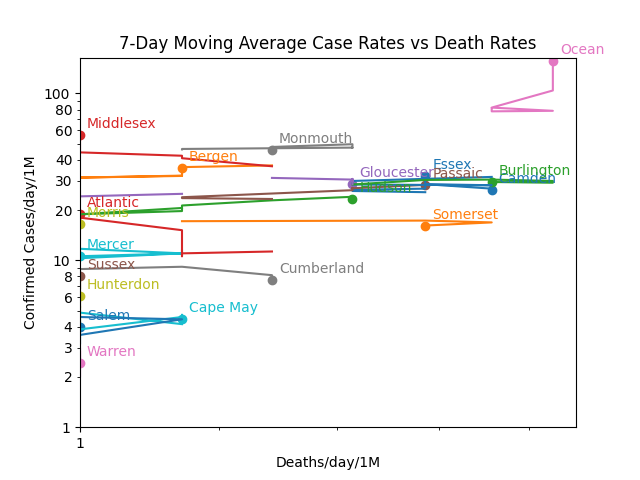 7-Day Moving Average Case Rates vs Death Rates
Ocean
100
80
60
40
30
20
10
8
6
4
3
2
1
Confirmed Cases/day/1M
Middlesex
Monmouth
Bergen
Essex
Gloucester
Passaic
Burlington
Camden
Atlantic
Morris
Somerset
Mercer
Sussex
Cumberland
Hunterdon
Cape May
Salem
Warren
1
Deaths/day/1M